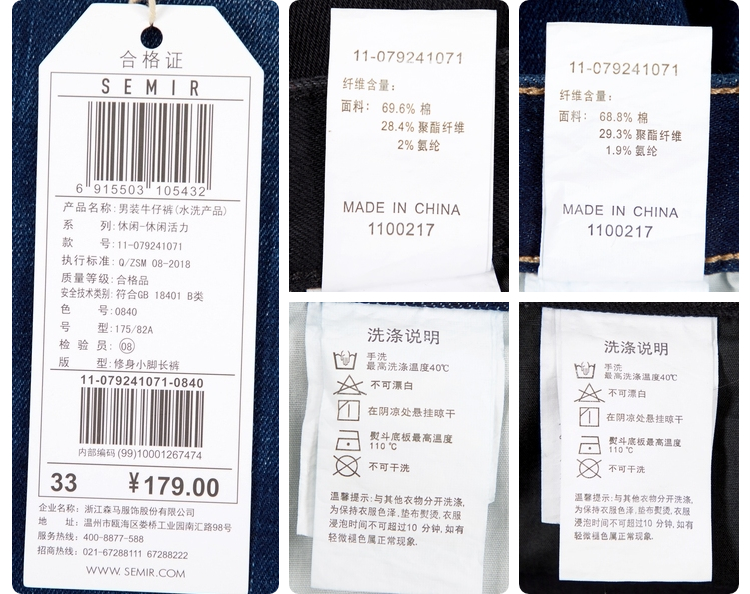 合格证
SEMIR
6 915503 105432
产品名称:男装牛仔裤(水洗产品)
系 列:休闲-休闲活力
款 号:11-079241071
执行标准:Q/ZSM 08-2018
质量等级:合格品
安全技术类别:符合GB 18401 B类
色 号:0840
号 型:175/82A
检 验 员:08
版 型:修身小脚长裤
11-079241071-0840
内部编码 (99)10001267474
33 ¥179.00
企业名称:浙江森马服饰股份有限公司
地 址:温州市瓯海区娄桥工业园南汇路98号
服务热线:400-8877-588
招商热线:021-67288111 67288222
WWW.SEMIR.COM
11-079241071
纤维含量:
面料: 69.6% 棉
28.4% 聚酯纤维
2% 氨纶
MADE IN CHINA
1100217
11-079241071
纤维含量:
面料: 68.8% 棉
29.3% 聚酯纤维
1.9% 氨纶
MADE IN CHINA
1100217
洗涤说明
手洗
最高洗涤温度40℃
不可漂白
在阴凉处悬挂晾干
熨斗底板最高温度
110℃
不可干洗
温馨提示:与其他衣物分开洗涤,
为保持衣服色泽,垫布熨烫,衣服
浸泡时间不可超过10 分钟,如有
轻微褪色属正常现象.
洗涤说明
手洗
最高洗涤温度40℃
不可漂白
在阴凉处悬挂晾干
熨斗底板最高温度
110℃
不可干洗
温馨提示:与其他衣物分开洗涤,
为保持衣服色泽,垫布熨烫,衣服
浸泡时间不可超过10 分钟,如有
轻微褪色属正常现象.